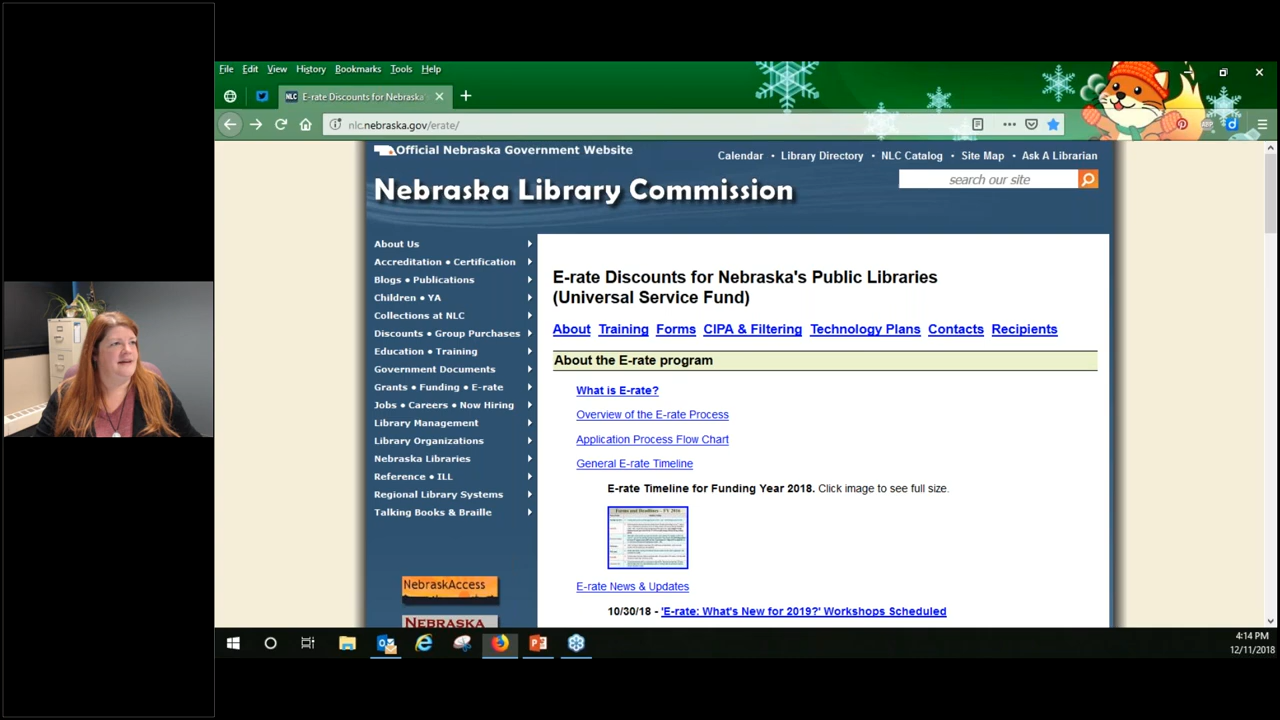 File Edit View History Bookmarks Tools Help
NLC E-rate Discounts for Nebraska's
nlc.nebraska.gov/erate/
Official Nebraska Government Website
Calendar • Library Directory • NLC Catalog • Site Map • Ask A Librarian
Nebraska Library Commission
search our site
About Us
Accreditation • Certification
Blogs • Publications
Children • YA
Collections at NLC
Discounts • Group Purchases
Education • Training
Government Documents
Grants • Funding • E-rate
Jobs • Careers • Now Hiring
Library Management
Library Organizations
Nebraska Libraries
Reference • ILL
Regional Library Systems
Talking Books & Braille
NebraskAccess
NEBRASKA
E-rate Discounts for Nebraska's Public Libraries
(Universal Service Fund)
About Training Forms CIPA & Filtering Technology Plans Contacts Recipients
About the E-rate program
What is E-rate?
Overview of the E-rate Process
Application Process Flow Chart
General E-rate Timeline
E-rate Timeline for Funding Year 2018. Click image to see full size.
Forms and Deadlines - FY 2016
E-rate News & Updates
10/30/18 - 'E-rate: What's New for 2019?' Workshops Scheduled
4:14 PM
12/11/2018